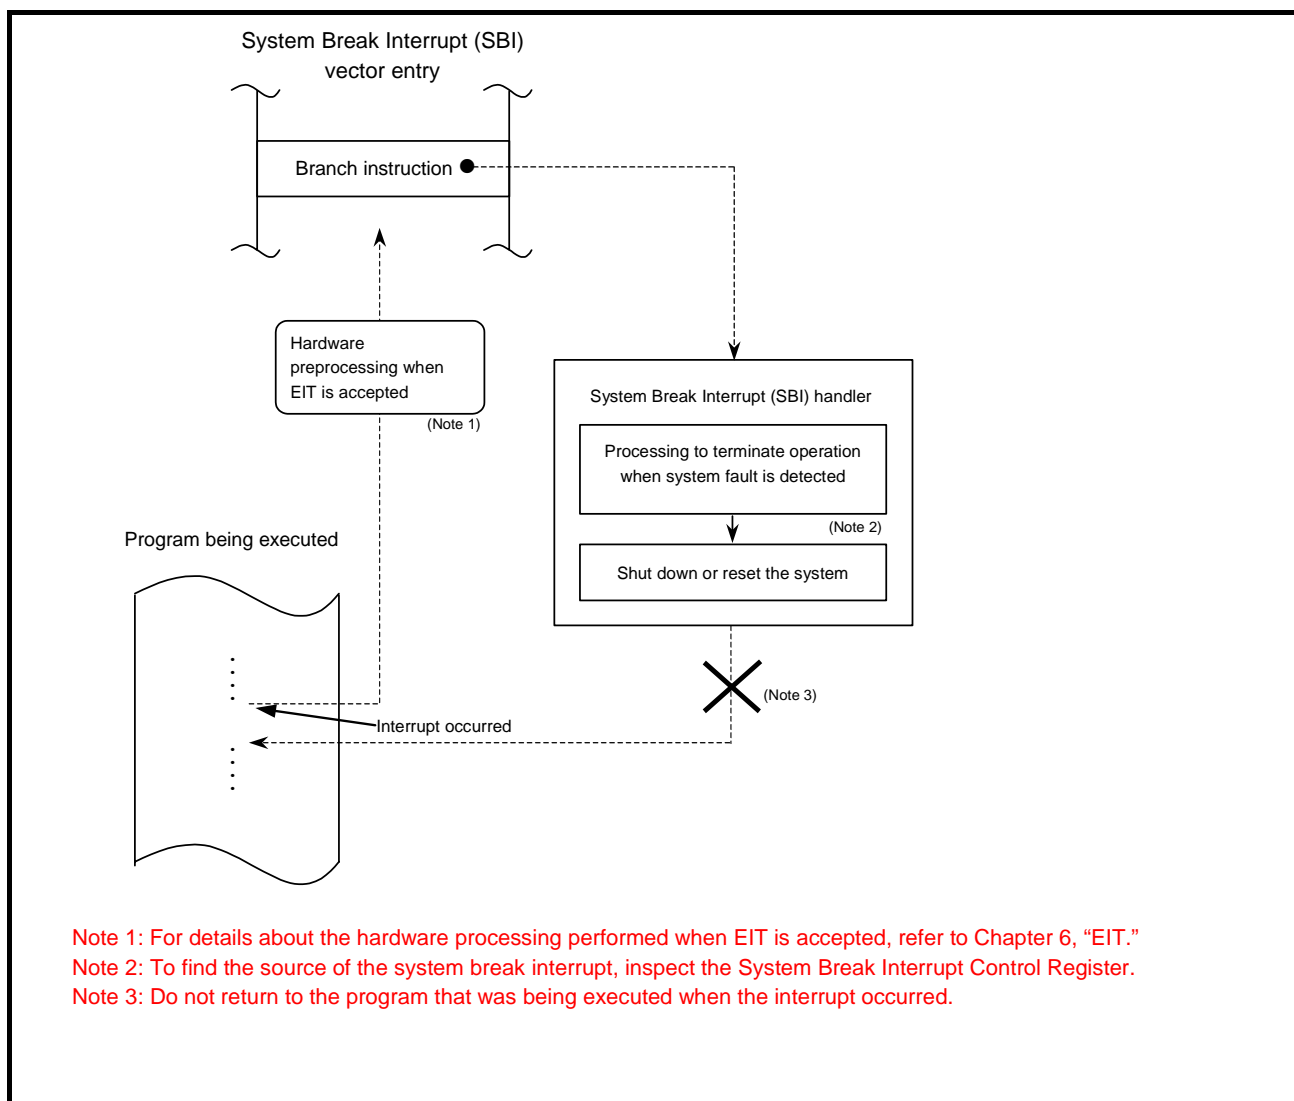 System Break Interrupt (SBI)
vector entry
Branch instruction
Hardware
preprocessing when
EIT is accepted
(Note 1)
System Break Interrupt (SBI) handler
Processing to terminate operation
when system fault is detected
(Note 2)
Shut down or reset the system
Program being executed
(Note 3)
Interrupt occurred
Note 1: For details about the hardware processing performed when EIT is accepted, refer to Chapter 6, “EIT.”
Note 2: To find the source of the system break interrupt, inspect the System Break Interrupt Control Register.
Note 3: Do not return to the program that was being executed when the interrupt occurred.